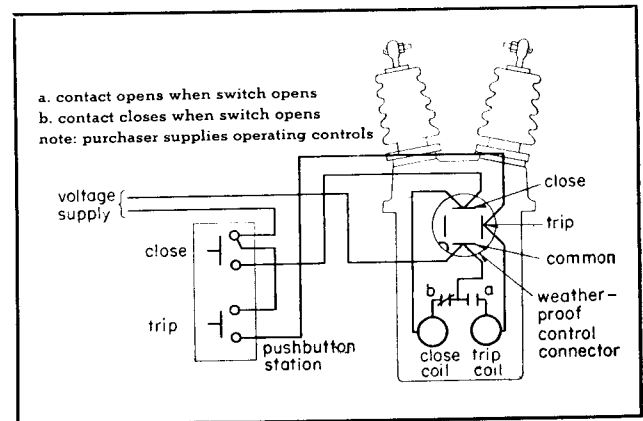 a. contact opens when switch opens
b. contact closes when switch opens
note: purchaser supplies operating controls
voltage
supply
close
trip
pushbutton
station
close
trip
common
weather-
proof
control
connector
b
a
close
coil
trip
coil